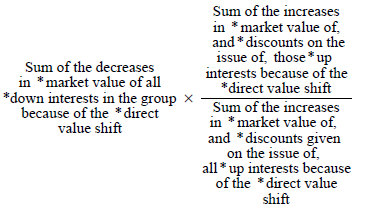 Sum of the decreases
in *market value of all
*down interests in the group
because of the *direct
value shift
×
Sum of the increases
in *market value of,
and *discounts on the
issue of, those *up
interests because of the
*direct value shift
Sum of the increases
in *market value of,
and *discounts given
on the issue of,
all *up interests because
of the *direct value
shift